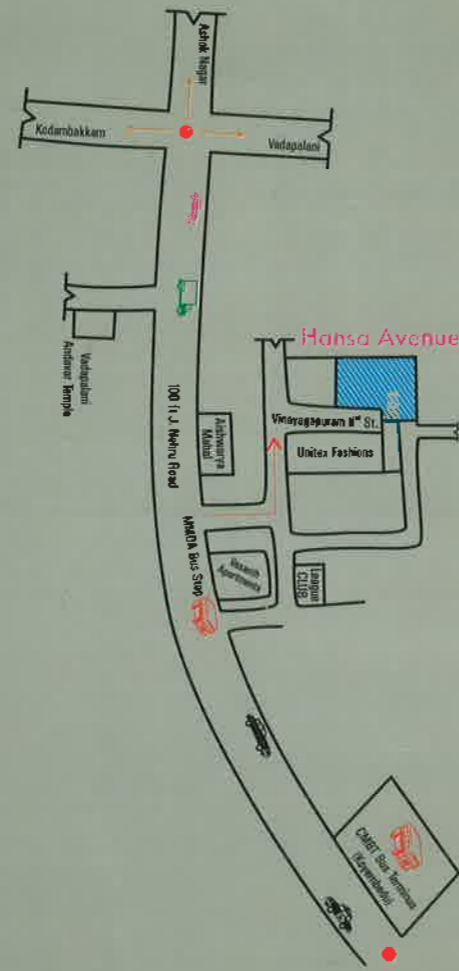 Ashok Nagar
Kodambakkam
Vadapalani
Vadapalani
Andavar Temple
Hansa Avenue
100 ft J. Nehru Road
Aishwarya
Mahal
Vinayagapuram IInd St.
Unitex Fashions
MMDA Bus Stop
Vasanth
Apartments
League
CLUB
CMBT Bus Terminus
(Koyembedu)